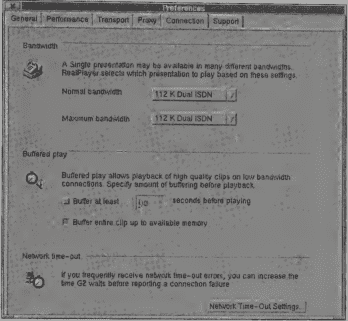 Preferences
General Performance Transport Proxy Connection Support
Bandwidth
A Single presentation may be available in many different bandwidths.
RealPlayer selects which presentation to play based on these settings.
Normal bandwidth 112 K Dual ISDN
Maximum bandwidth 112 K Dual ISDN
Buffered play
Buffered play allows playback of high quality clips on low bandwidth
connections. Specify amount of buffering before playback.
Buffer at least seconds before playing
Buffer entire clip up to available memory
Network time-out
If you frequently receive network time-out errors, you can increase the
time G2 waits before reporting a connection failure
Network Time-Out Settings.